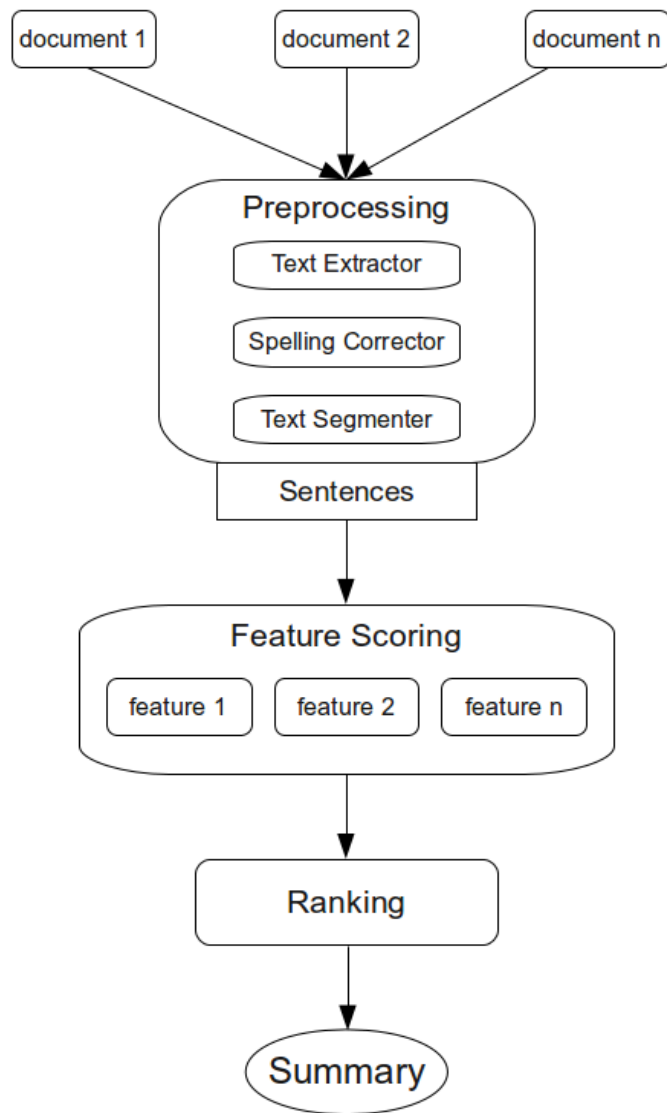 document 1
document 2
document n
Preprocessing
Text Extractor
Spelling Corrector
Text Segmenter
Sentences
Feature Scoring
feature 1
feature 2
feature n
Ranking
Summary